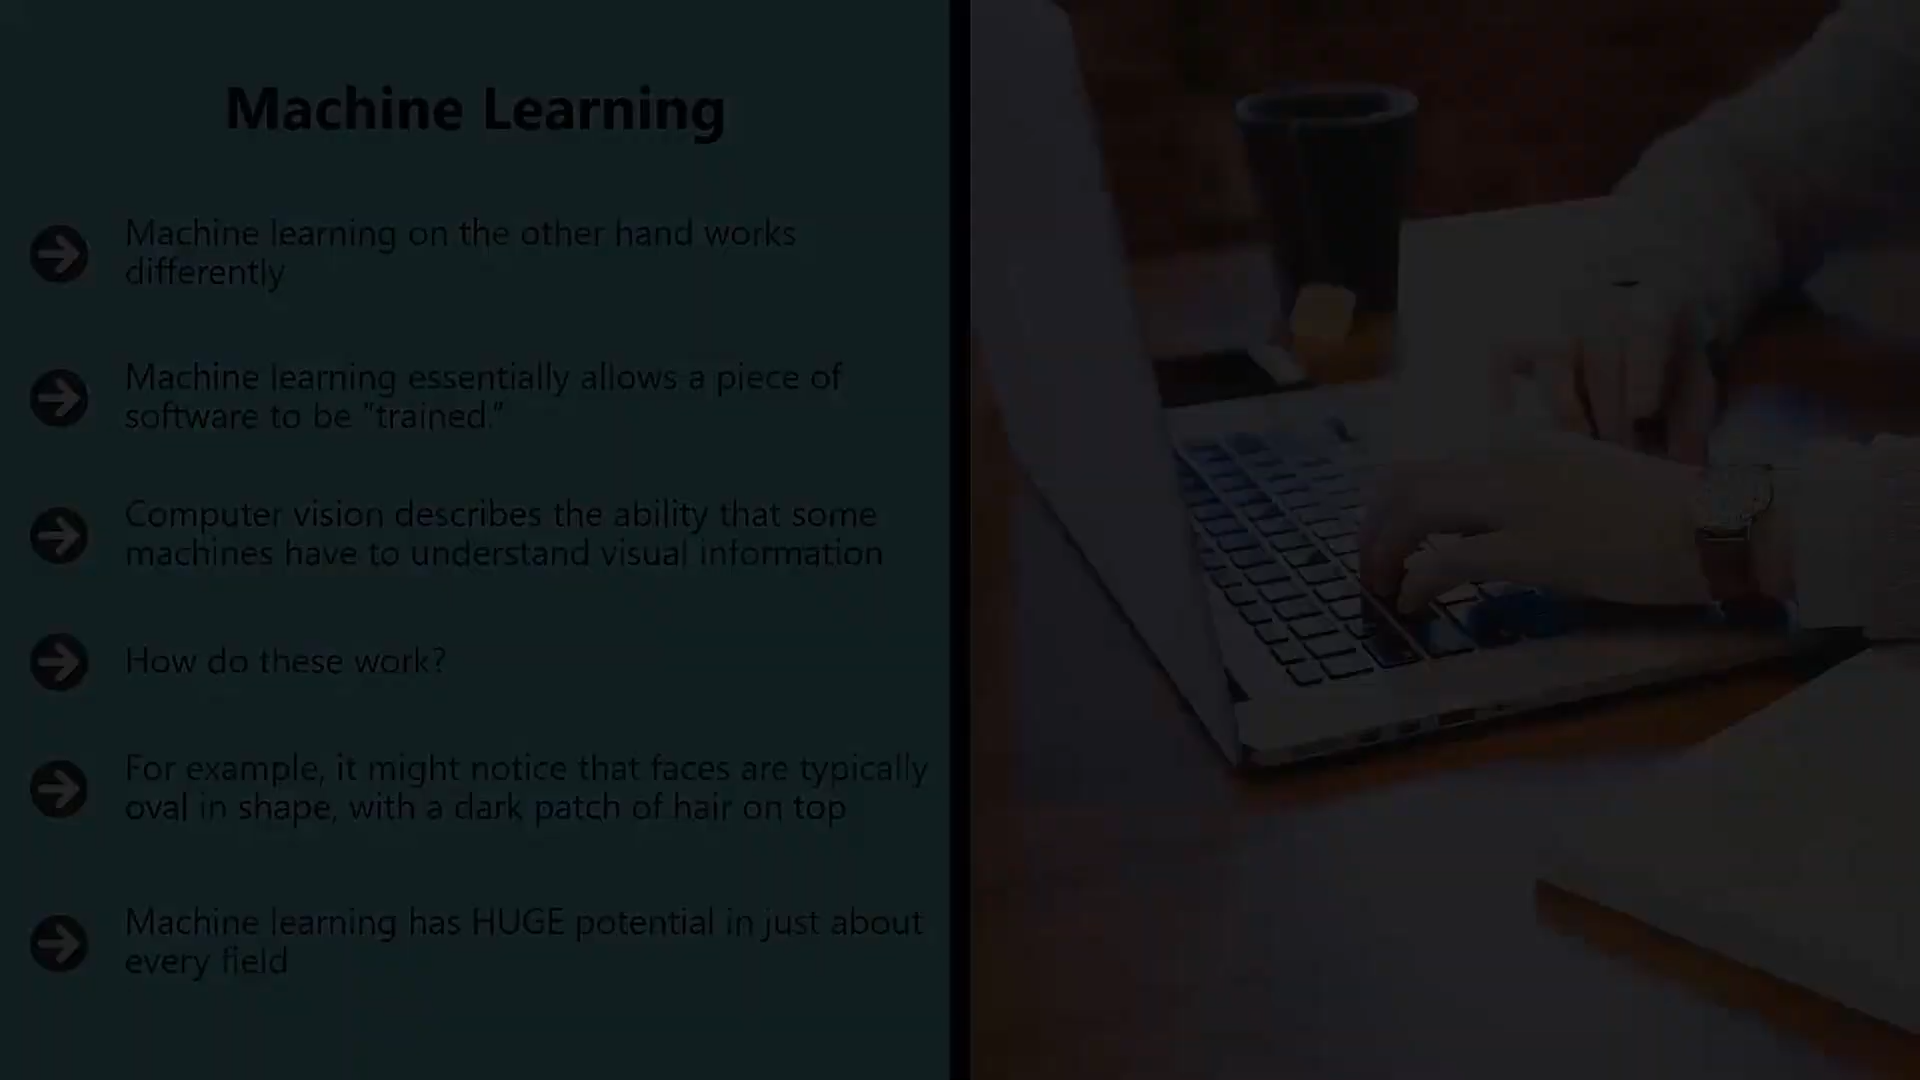 Machine Learning
Machine learning on the other hand works
differently
Machine learning essentially allows a piece of
software to be "trained."
Computer vision describes the ability that some
machines have to understand visual information
How do these work?
For example, it might notice that faces are typically
oval in shape, with a dark patch of hair on top
Machine learning has HUGE potential in just about
every field